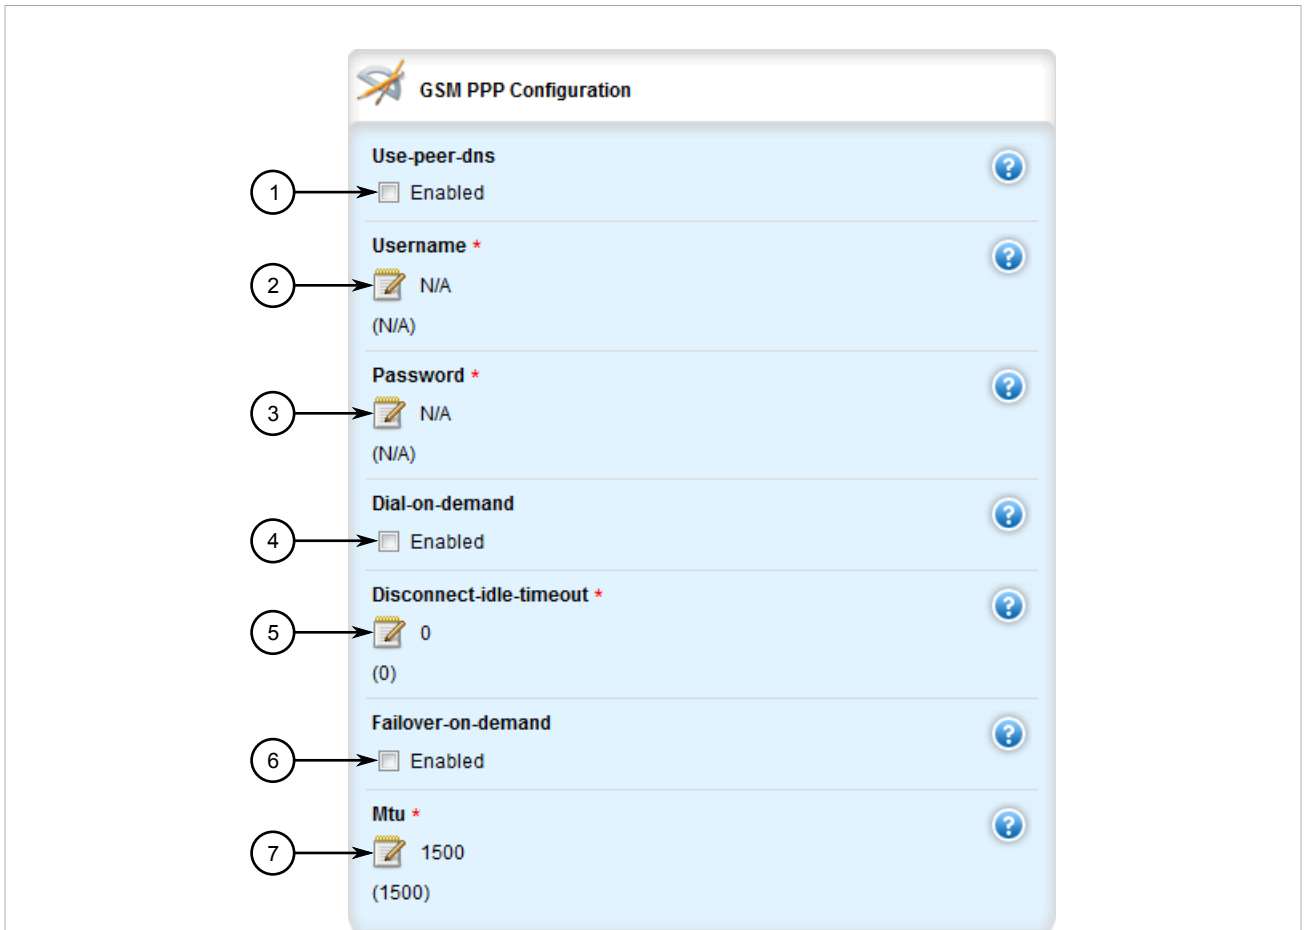 GSM PPP Configuration
Use-peer-dns
1 Enabled
Username *
2 N/A
(N/A)
Password *
3 N/A
(N/A)
Dial-on-demand
4 Enabled
Disconnect-idle-timeout *
5 0
(0)
Failover-on-demand
6 Enabled
Mtu *
7 1500
(1500)